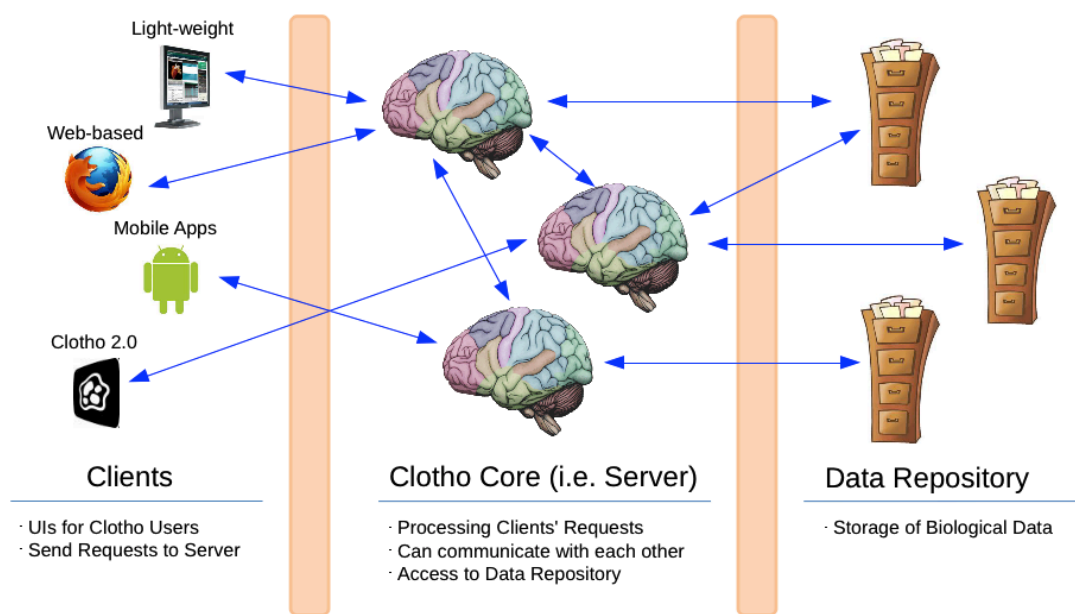 Light-weight
Web-based
Mobile Apps
Clotho 2.0
Clients
· UIs for Clotho Users
· Send Requests to Server
Clotho Core (i.e. Server)
· Processing Clients' Requests
· Can communicate with each other
· Access to Data Repository
Data Repository
· Storage of Biological Data